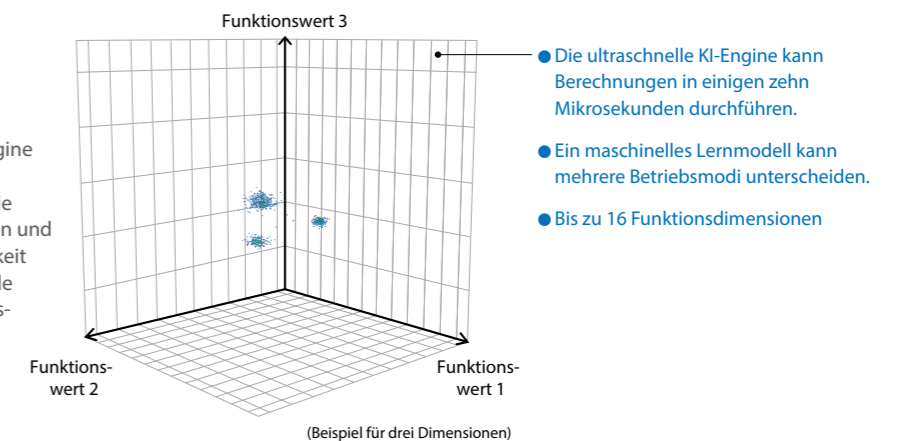 Funktionswert 3
Die ultraschnelle KI-Engine kann
Berechnungen in einigen zehn
Mikrosekunden durchführen.
Ein maschinelles Lernmodell kann
mehrere Betriebsmodi unterscheiden.
Bis zu 16 Funktionsdimensionen
n und
Funktions-
wert 2
Funktions-
wert 1
(Beispiel für drei Dimensionen)